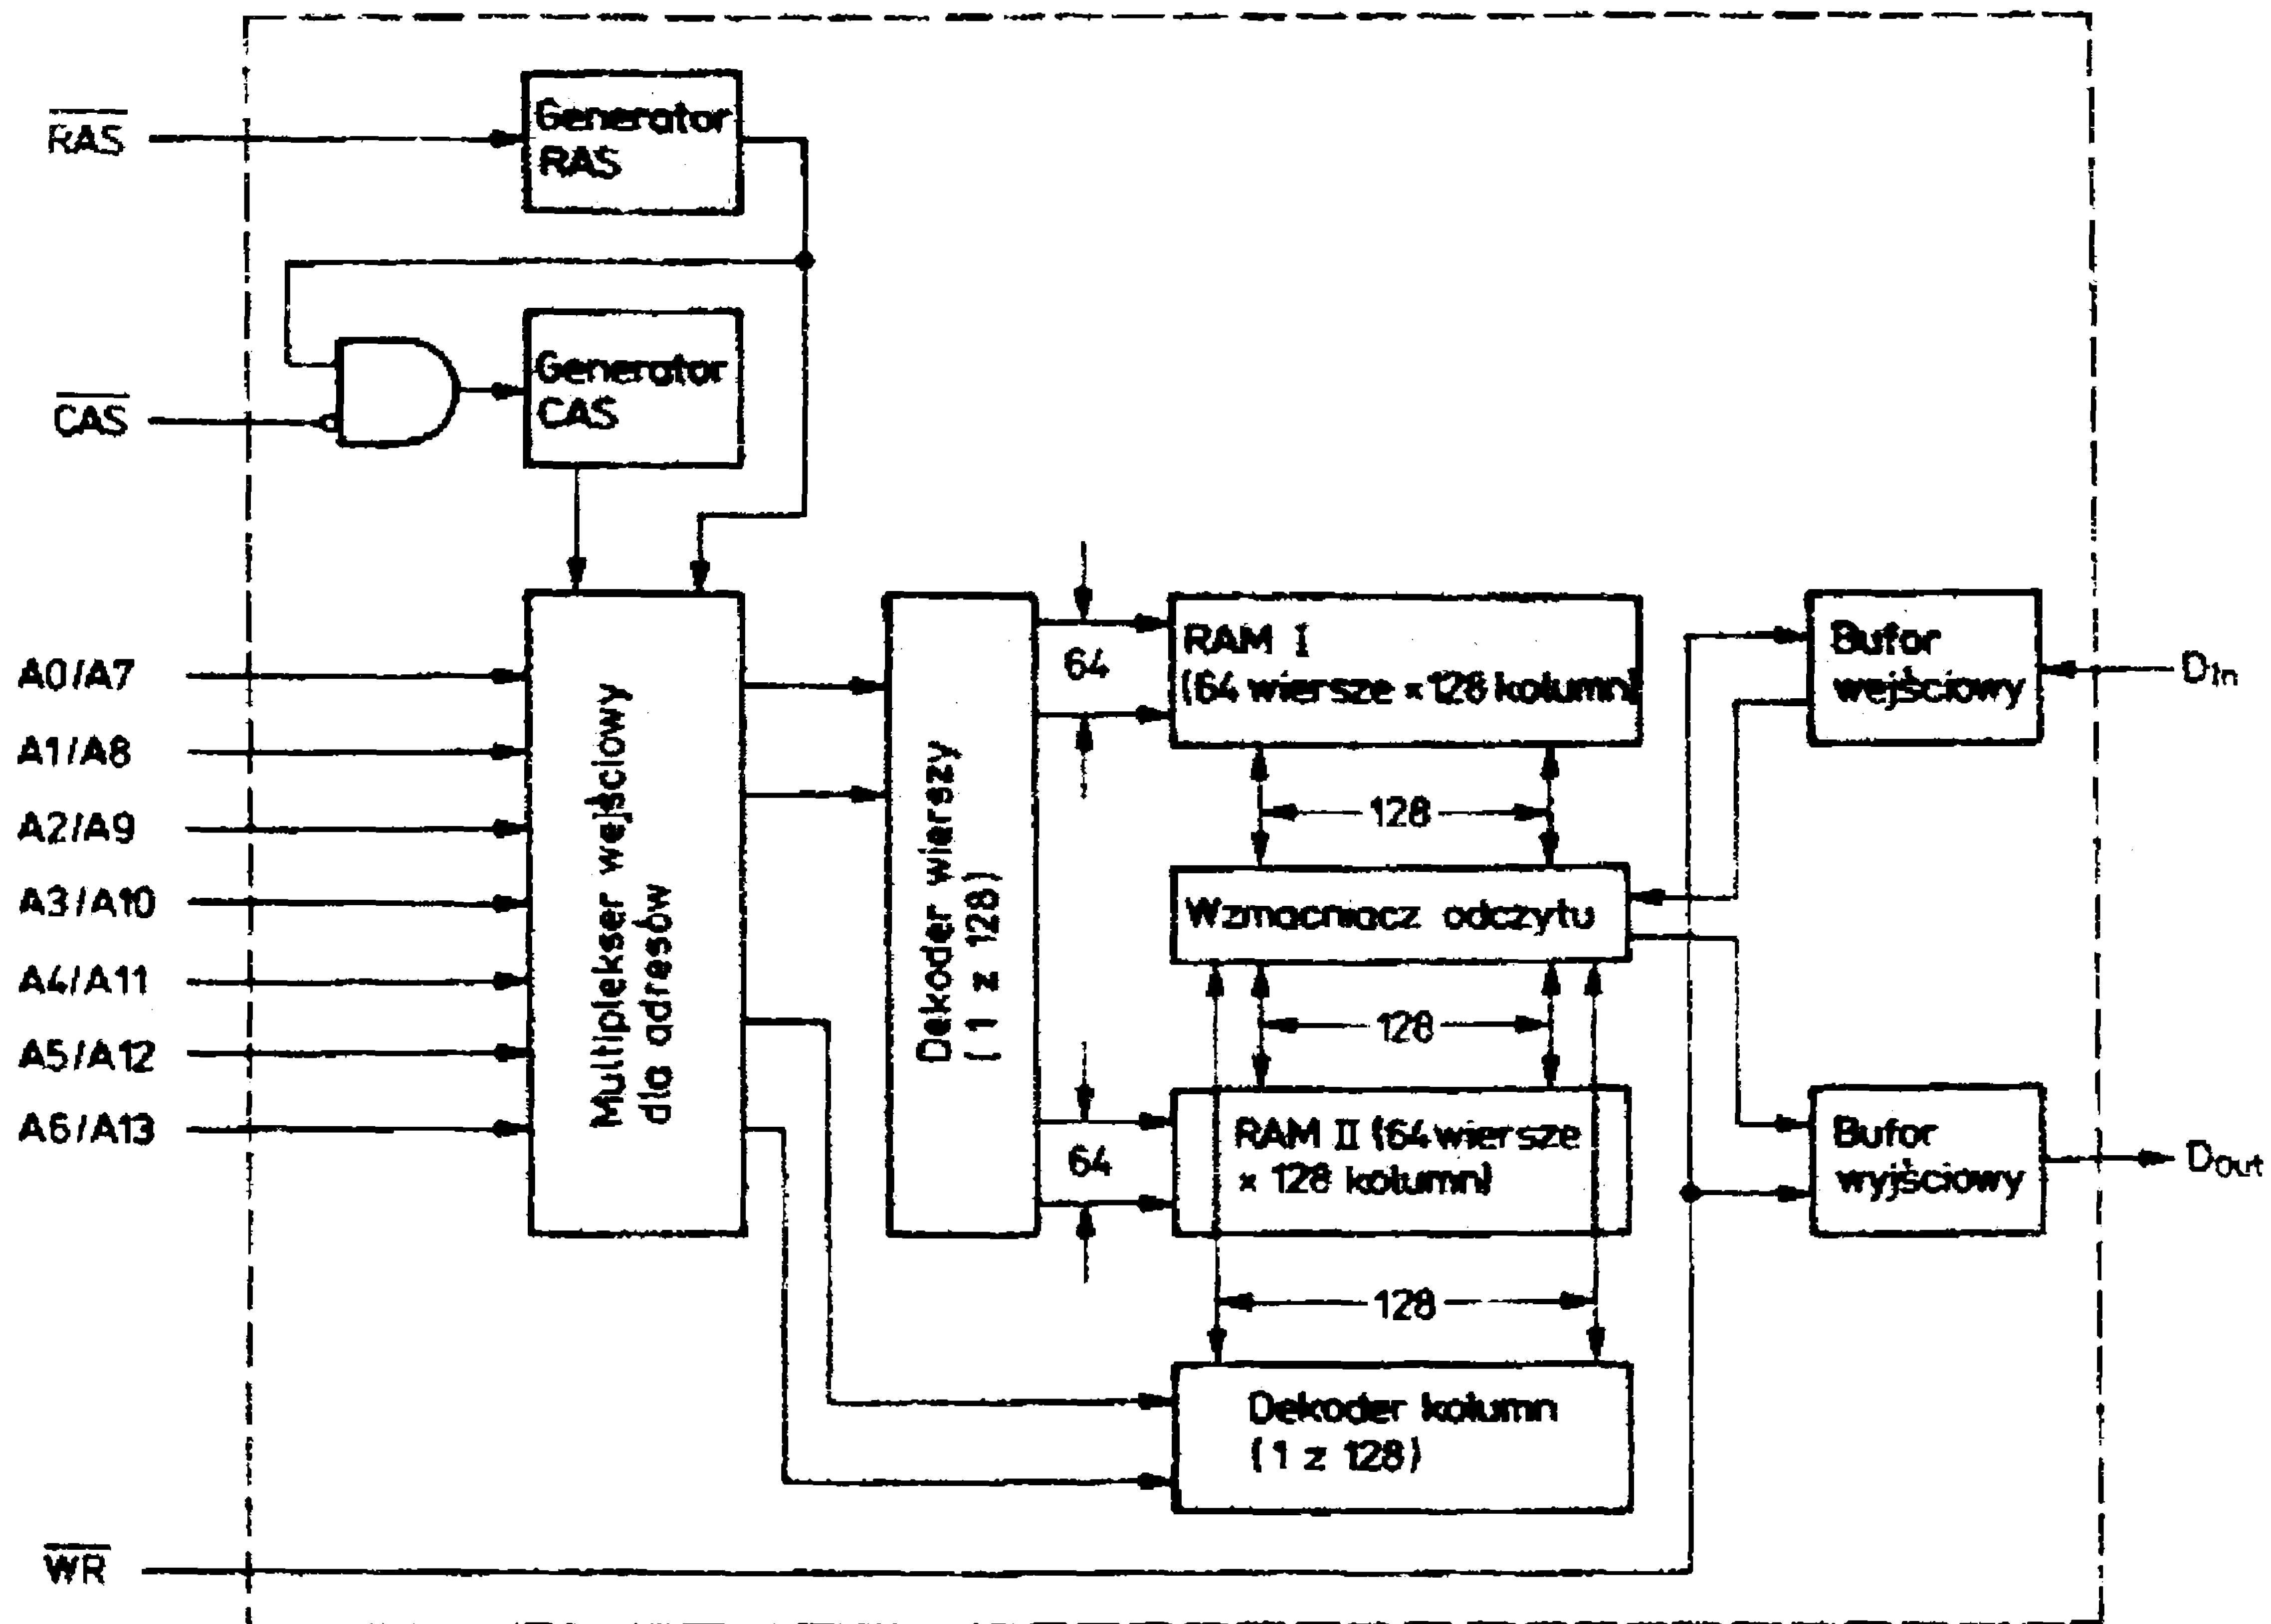 RAS
Generator
RAS
CAS
Generator
CAS
A0/A7
A1/A8
A2/A9
A3/A10
A4/A11
A5/A12
A6/A13
Multiplekser wejściowy
dla adresów
Dekoder wierszy
(1 z 128)
64
RAM I
(64 wiersze × 128 kolumn)
128
Wzmacniacz odczytu
128
64
RAM II (64 wiersze
× 128 kolumn)
128
Dekoder kolumn
(1 z 128)
Bufor
wejściowy
DIn
Bufor
wyjściowy
DOut
WR